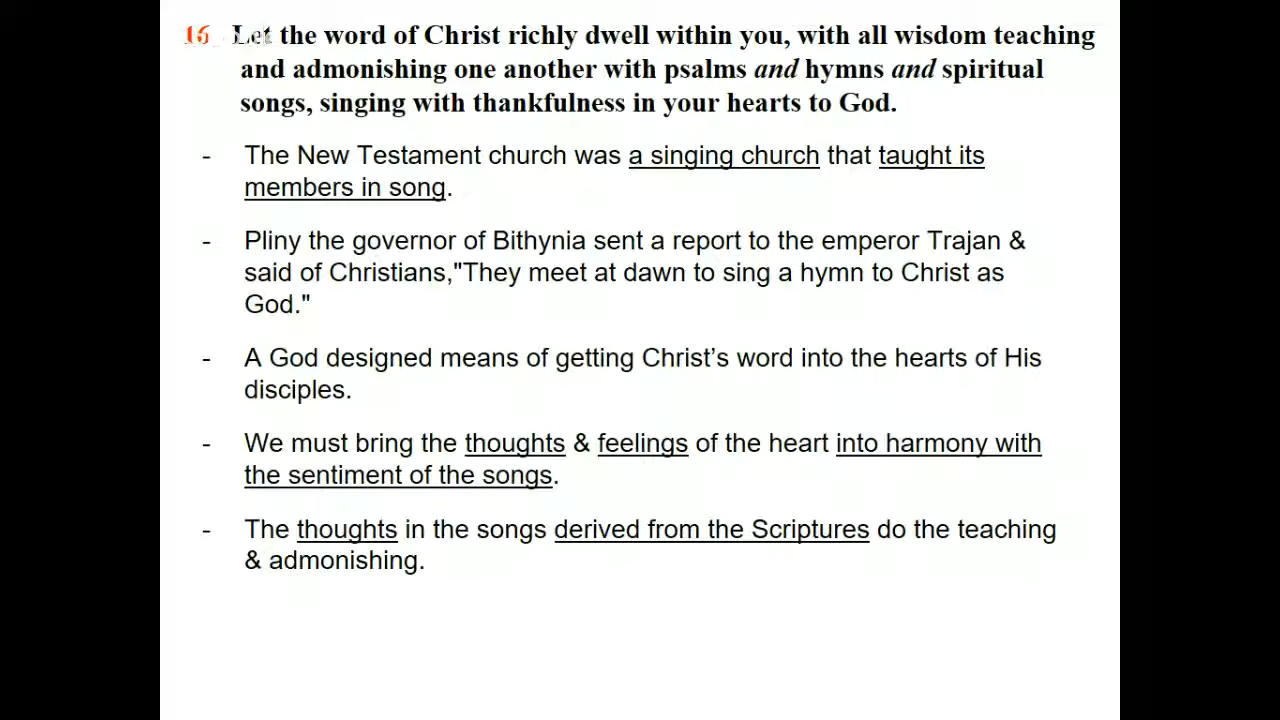 16 Let the word of Christ richly dwell within you, with all wisdom teaching
and admonishing one another with psalms and hymns and spiritual
songs, singing with thankfulness in your hearts to God.
- The New Testament church was a singing church that taught its
members in song.
- Pliny the governor of Bithynia sent a report to the emperor Trajan &
said of Christians,"They meet at dawn to sing a hymn to Christ as
God."
- A God designed means of getting Christ’s word into the hearts of His
disciples.
- We must bring the thoughts & feelings of the heart into harmony with
the sentiment of the songs.
- The thoughts in the songs derived from the Scriptures do the teaching
& admonishing.